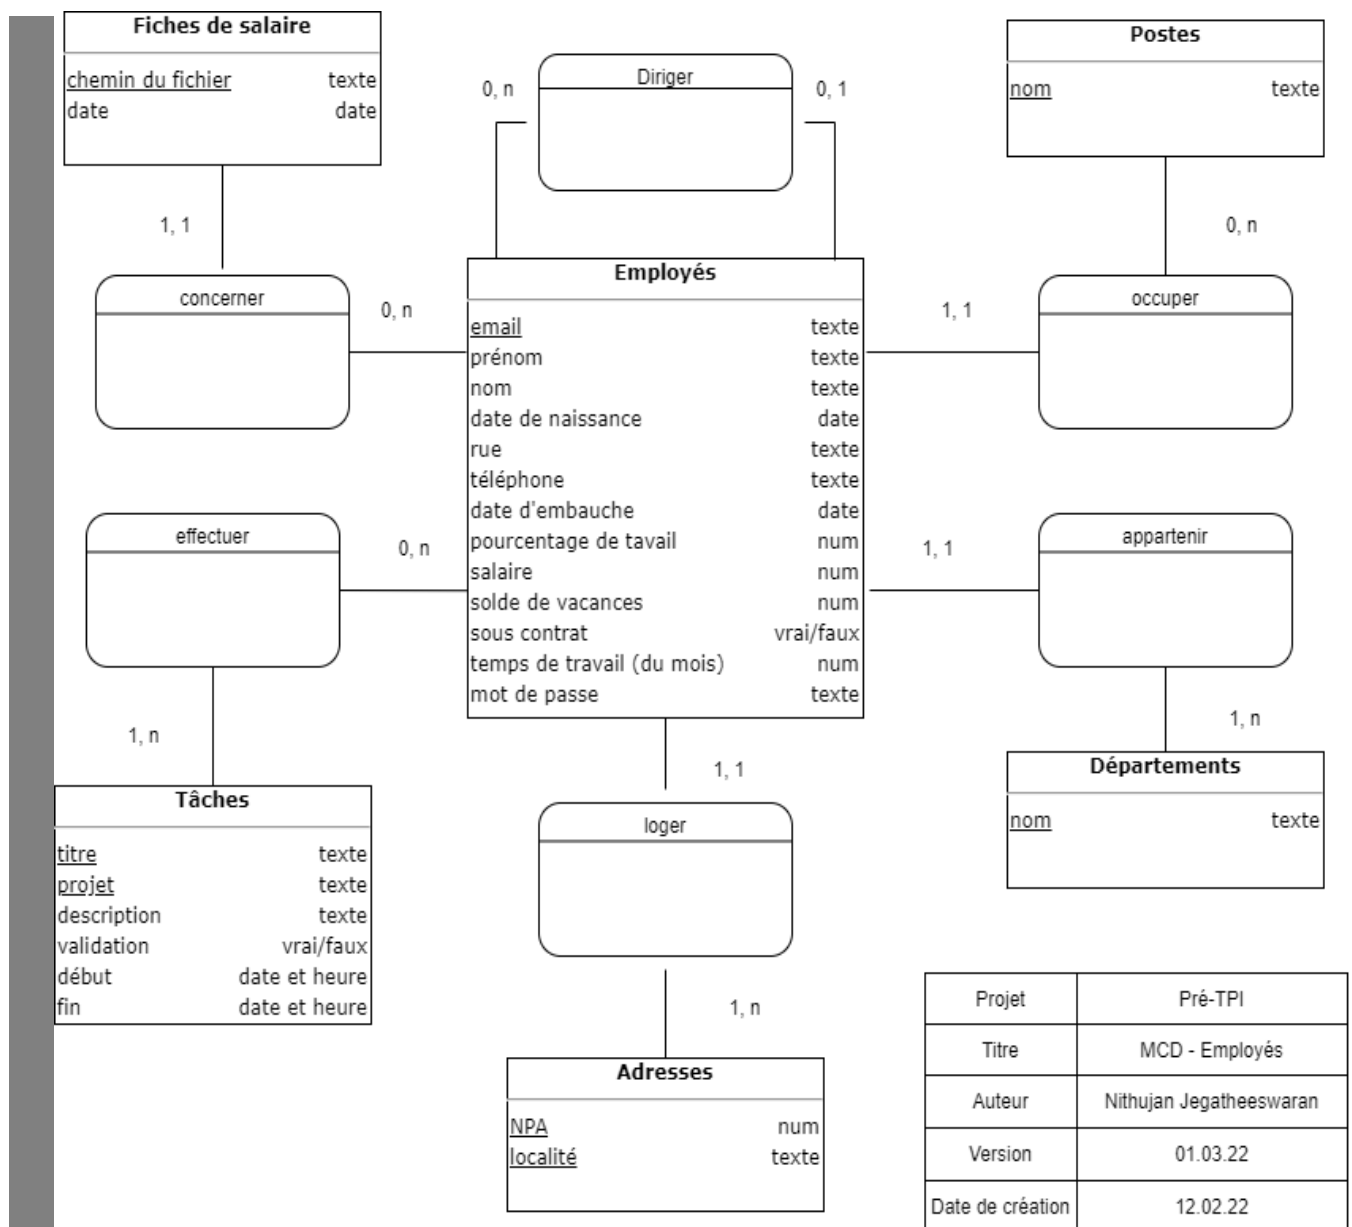 Fiches de salaire
chemin du fichier texte
date date
Diriger
0, n
0, 1
Postes
nom texte
1, 1
0, n
concerner
0, n
Employés
email texte
prénom texte
nom texte
date de naissance date
rue texte
téléphone texte
date d'embauche date
pourcentage de tavail num
salaire num
solde de vacances num
sous contrat vrai/faux
temps de travail (du mois) num
mot de passe texte
1, 1
occuper
effectuer
0, n
1, 1
appartenir
1, n
1, n
Tâches
titre texte
projet texte
description texte
validation vrai/faux
début date et heure
fin date et heure
1, 1
loger
Départements
nom texte
1, n
Adresses
NPA num
localité texte
Projet Pré-TPI
Titre MCD - Employés
Auteur Nithujan Jegatheeswaran
Version 01.03.22
Date de création 12.02.22